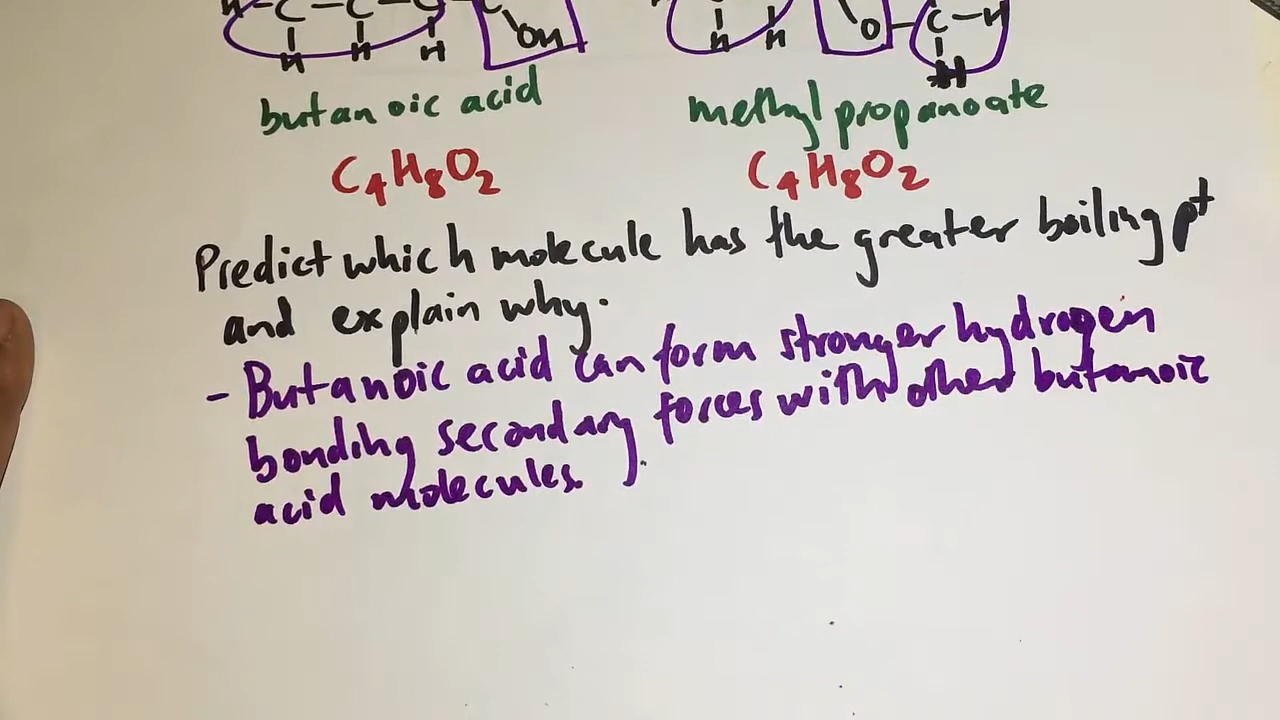 H - C - C - C - C
H H H OH
H H O - C - H
H
butanoic acid methyl propanoate
C4H8O2 C4H8O2
Predict which molecule has the greater boiling pt
and explain why.
- Butanoic acid can form stronger hydrogen
bonding secondary forces with other butanoic
acid molecules.